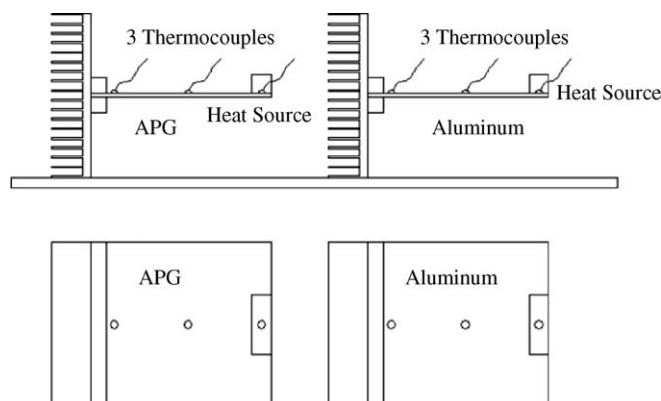 3 Thermocouples
3 Thermocouples
Heat Source
Heat Source
APG
Aluminum
APG
Aluminum